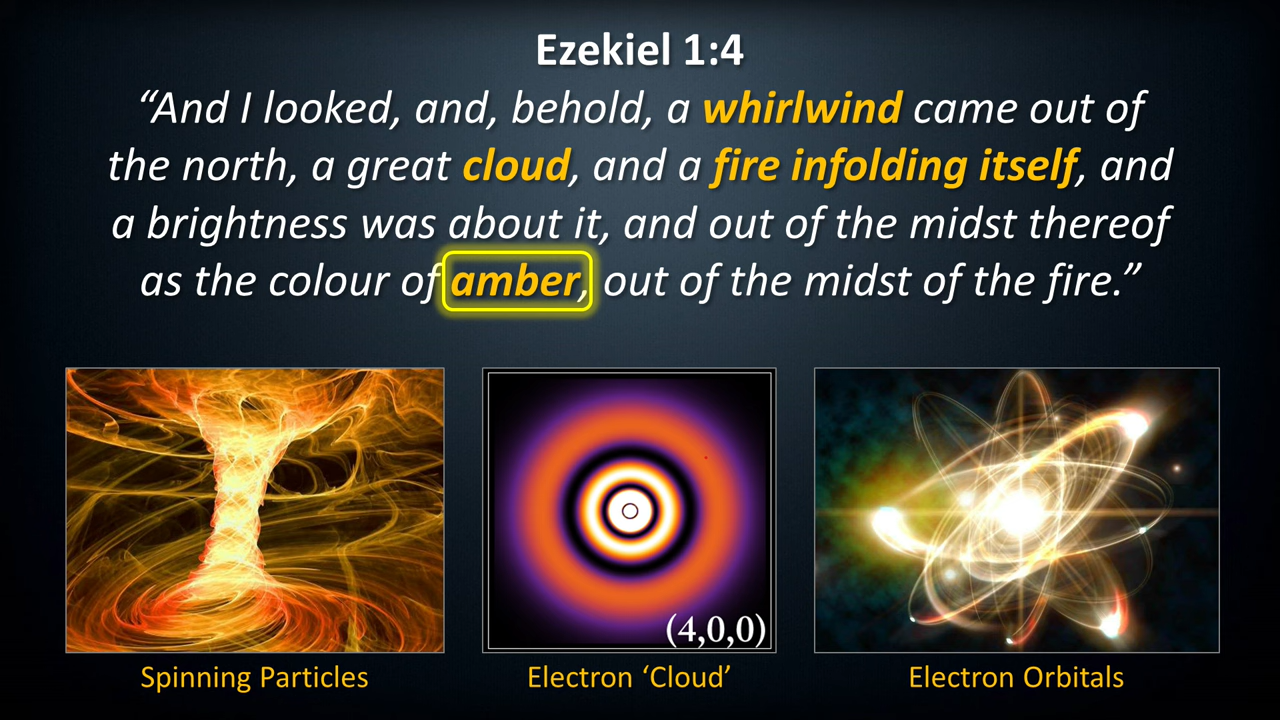 Ezekiel 1:4
“And I looked, and, behold, a whirlwind came out of
the north, a great cloud, and a fire infolding itself, and
a brightness was about it, and out of the midst thereof
as the colour of amber, out of the midst of the fire.”
(4,0,0)
Spinning Particles
Electron ‘Cloud’
Electron Orbitals